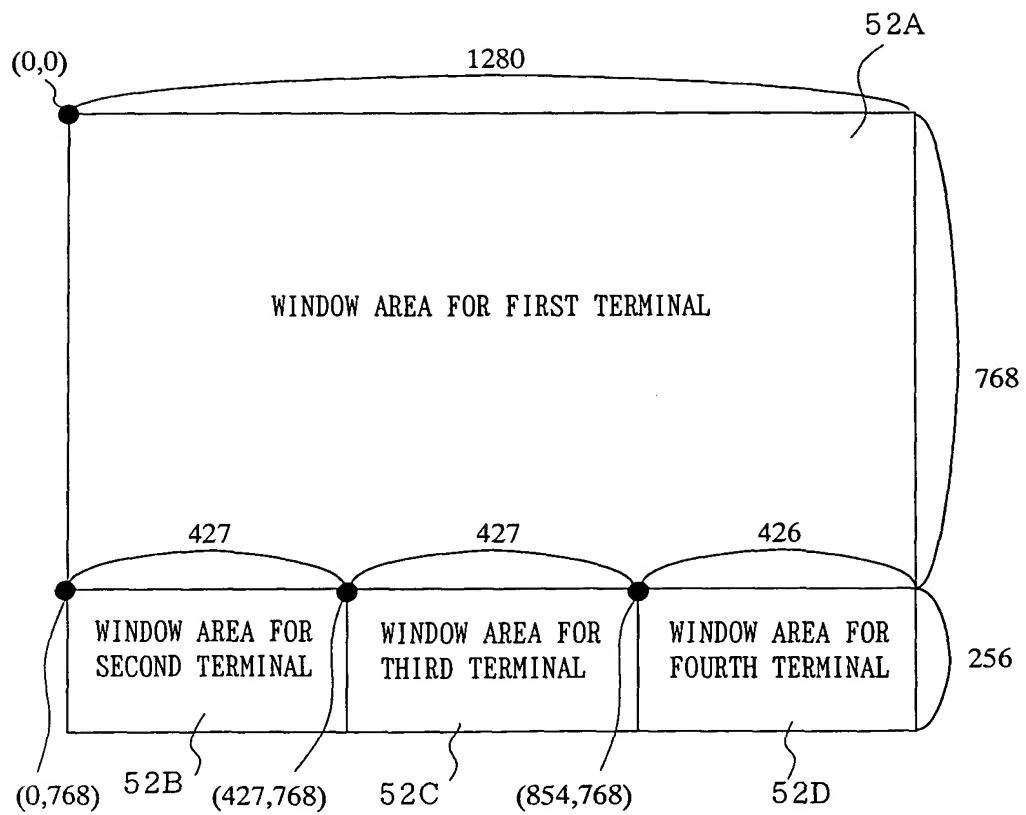 52A
(0,0)
1280
WINDOW AREA FOR FIRST TERMINAL
768
427
427
426
WINDOW AREA FOR
SECOND TERMINAL
WINDOW AREA FOR
THIRD TERMINAL
WINDOW AREA FOR
FOURTH TERMINAL
256
(0,768)
52B
(427,768)
52C
(854,768)
52D